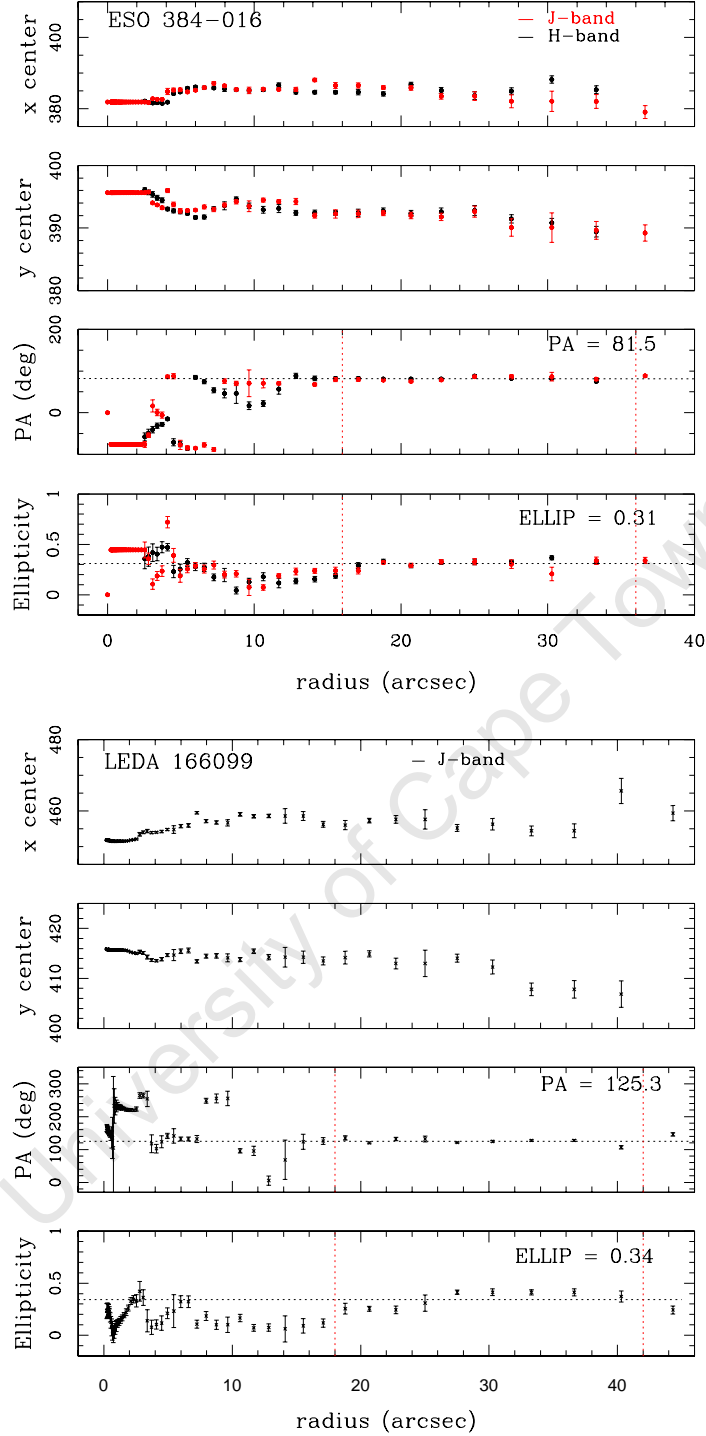 ESO 384-016
J-band
H-band
x center
410
380
y center
400
390
380
PA (deg)
200
0
PA = 81.5
Ellipticity
1
0.5
0
ELLIP = 0.31
0 10 20 30 40
radius (arcsec)
LEDA 166099
J-band
x center
480
460
y center
420
410
400
PA (deg)
300
200
100
0
PA = 125.3
Ellipticity
1
0.5
0
ELLIP = 0.34
0 10 20 30 40
radius (arcsec)
University of Cape Town